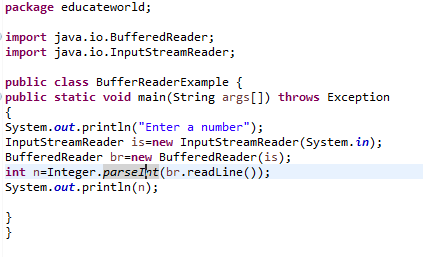 package educateworld;
import java.io.BufferedReader;
import java.io.InputStreamReader;
public class BufferReaderExample {
public static void main(String args[]) throws Exception
{
System.out.println("Enter a number");
InputStreamReader is=new InputStreamReader(System.in);
BufferedReader br=new BufferedReader(is);
int n=Integer.parseInt(br.readLine());
System.out.println(n);
}
}